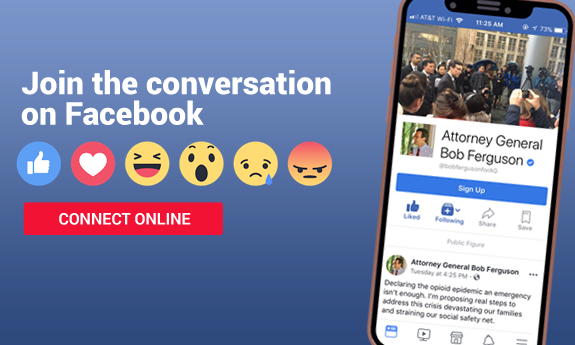 Join the conversation
on Facebook
CONNECT ONLINE
AT&T Wi-Fi
11:25 AM
73%
Attorney General
Bob Ferguson
@bobfergusonforAG
Sign Up
Liked
Following
Share
Save
Public Figure
Attorney General Bob Ferguson
Tuesday at 4:25 PM ·
Declaring the opioid epidemic an emergency
isn't enough. I'm proposing real steps to
address this crisis devastating our families
and straining our social safety net.